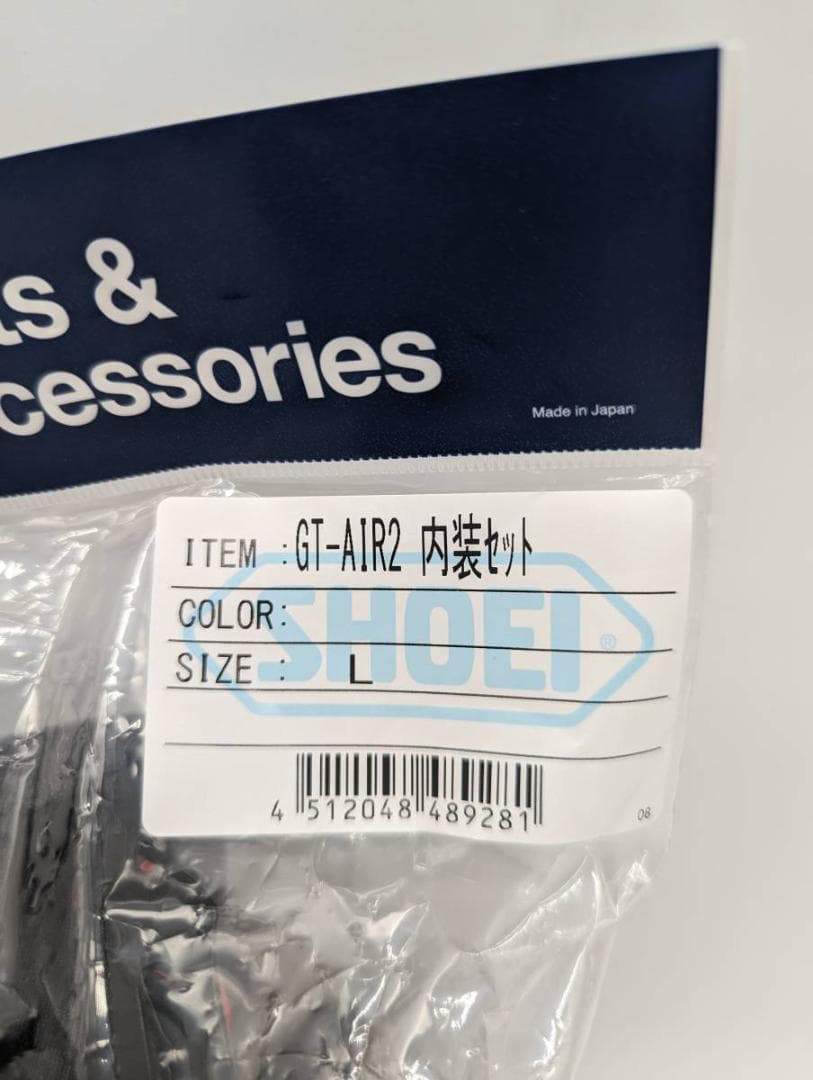 &
cessories
Made in Japan
ITEM :GT-AIR2 内装ｾｯﾄ
COLOR:
SIZE : L
SHOEI®
4 512048 489281
08